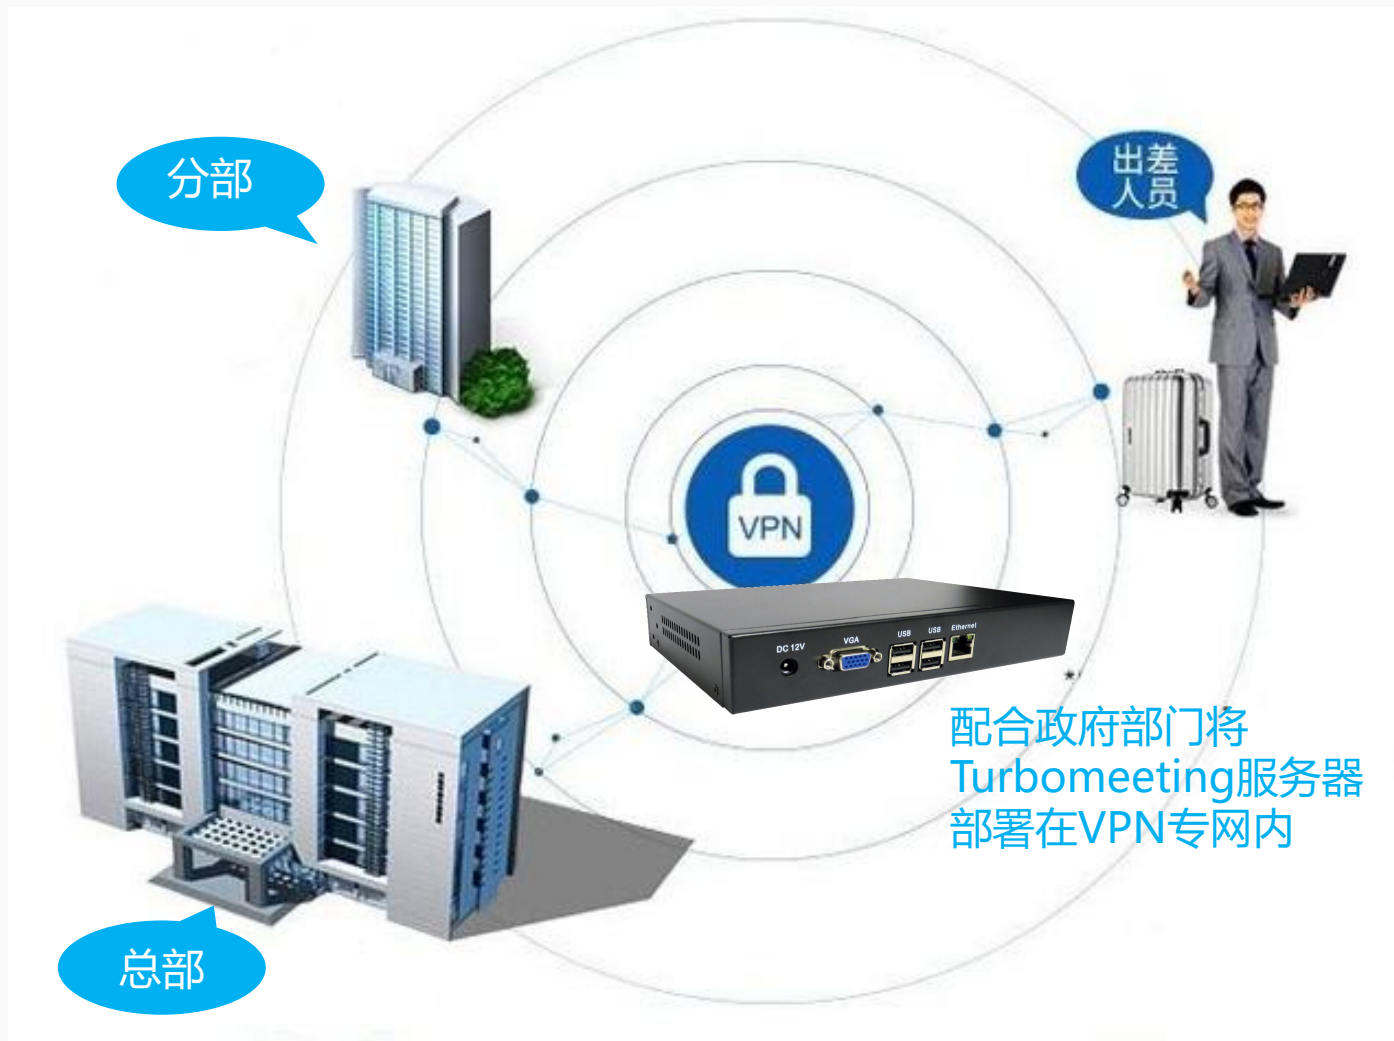 分部
出差
人员
VPN
DC 12V
VGA
USB
USB
Ethernet
配合政府部门将
Turbomeeting服务器
部署在VPN专网内
总部